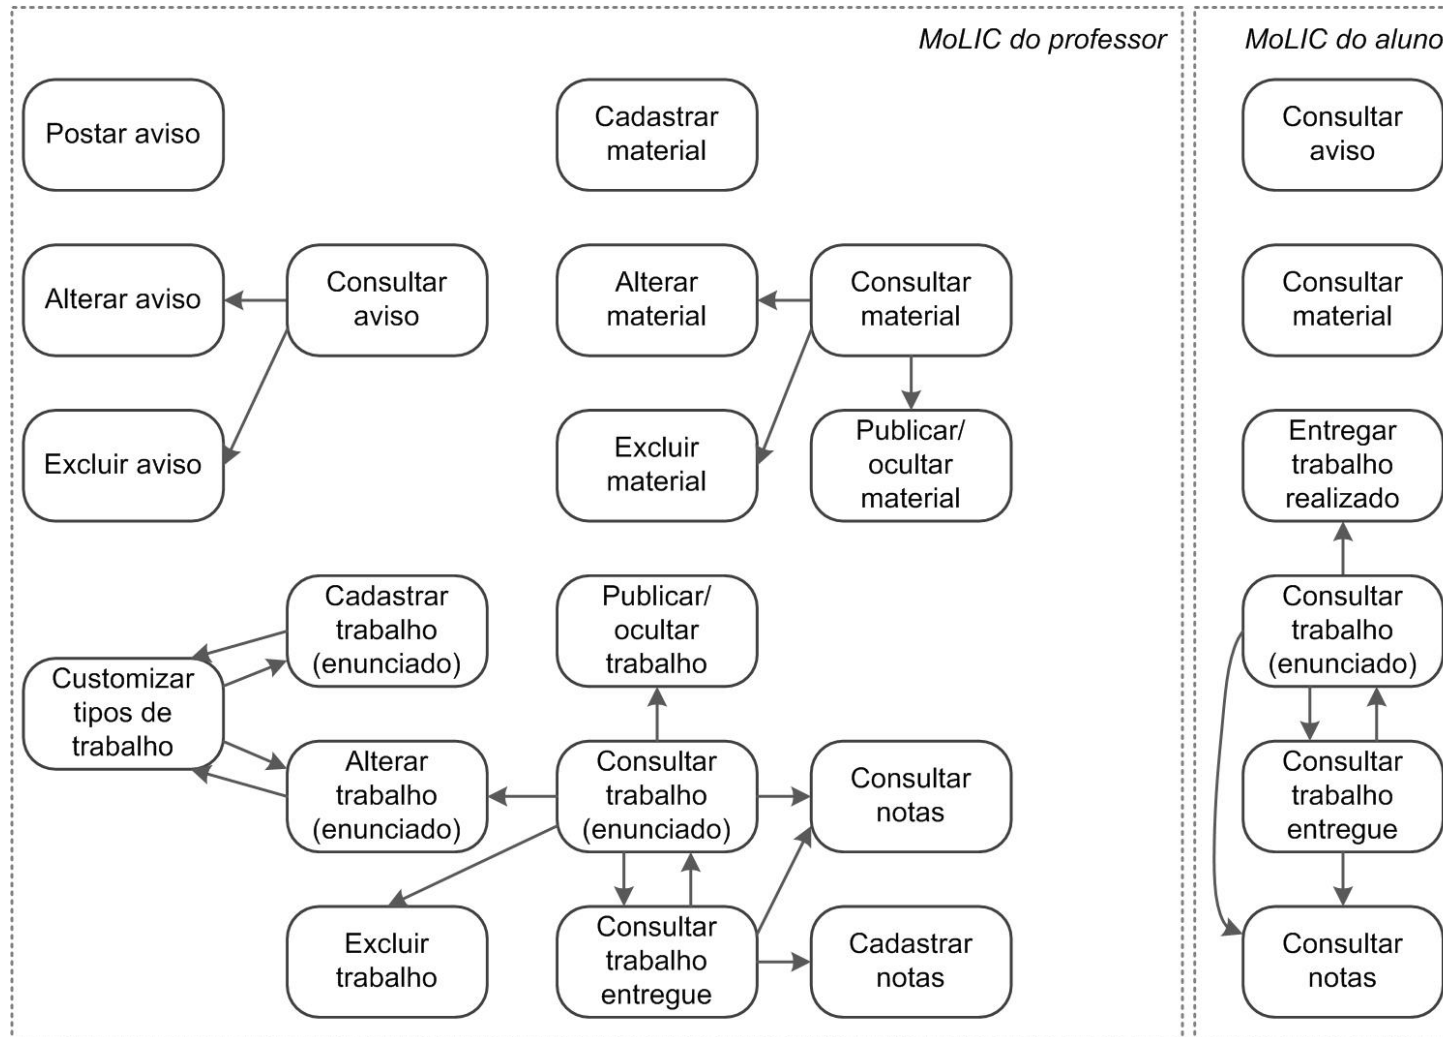 MoLIC do professor
Postar aviso
Cadastrar
material
Alterar aviso
Consultar
aviso
Alterar
material
Consultar
material
Excluir aviso
Excluir
material
Publicar/
ocultar
material
Cadastrar
trabalho
(enunciado)
Publicar/
ocultar
trabalho
Customizar
tipos de
trabalho
Alterar
trabalho
(enunciado)
Consultar
trabalho
(enunciado)
Consultar
notas
Excluir
trabalho
Consultar
trabalho
entregue
Cadastrar
notas
MoLIC do aluno
Consultar
aviso
Consultar
material
Entregar
trabalho
realizado
Consultar
trabalho
(enunciado)
Consultar
trabalho
entregue
Consultar
notas